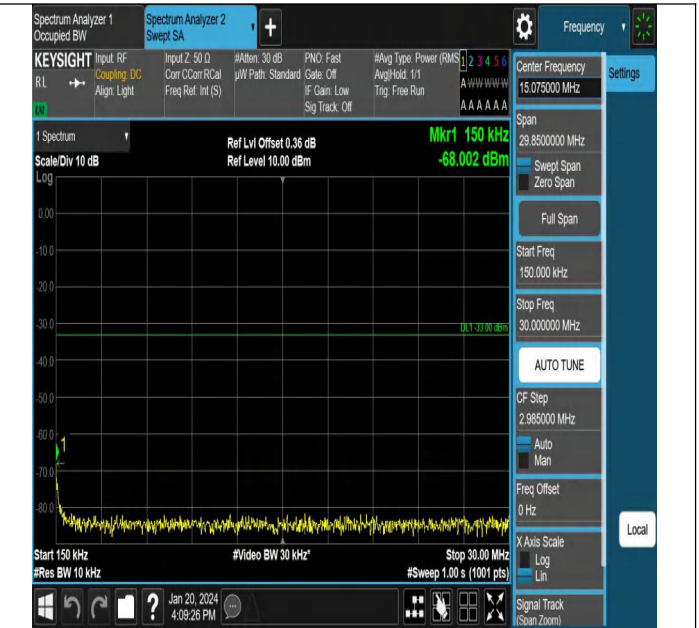 Spectrum Analyzer 1
Occupied BW
Spectrum Analyzer 2
Swept SA
Frequency
KEYSIGHT
RL
Input: RF
Coupling: DC
Align: Light
Input Z: 50 Ω
Corr CCorr RCal
Freq Ref: Int (S)
#Atten: 30 dB
µW Path: Standard
PNO: Fast
Gate: Off
IF Gain: Low
Sig Track: Off
#Avg Type: Power (RMS
Avg|Hold: 1/1
Trig: Free Run
1 2 3 4 5 6
A W W W W W
A A A A A A
1 Spectrum
Scale/Div 10 dB
Log
Ref Lvl Offset 0.36 dB
Ref Level 10.00 dBm
Mkr1 150 kHz
-68.002 dBm
0.00
-10.0
-20.0
-30.0
DL1 -33.00 dBm
-40.0
-50.0
-60.0
1
-70.0
-80.0
Start 150 kHz
#Res BW 10 kHz
#Video BW 30 kHz*
Stop 30.00 MHz
#Sweep 1.00 s (1001 pts)
?
Jan 20, 2024
4:09:26 PM
Center Frequency
15.075000 MHz
Settings
Span
29.8500000 MHz
Swept Span
Zero Span
Full Span
Start Freq
150.000 kHz
Stop Freq
30.000000 MHz
AUTO TUNE
CF Step
2.985000 MHz
Auto
Man
Freq Offset
0 Hz
X Axis Scale
Log
Lin
Local
Signal Track
(Span Zoom)